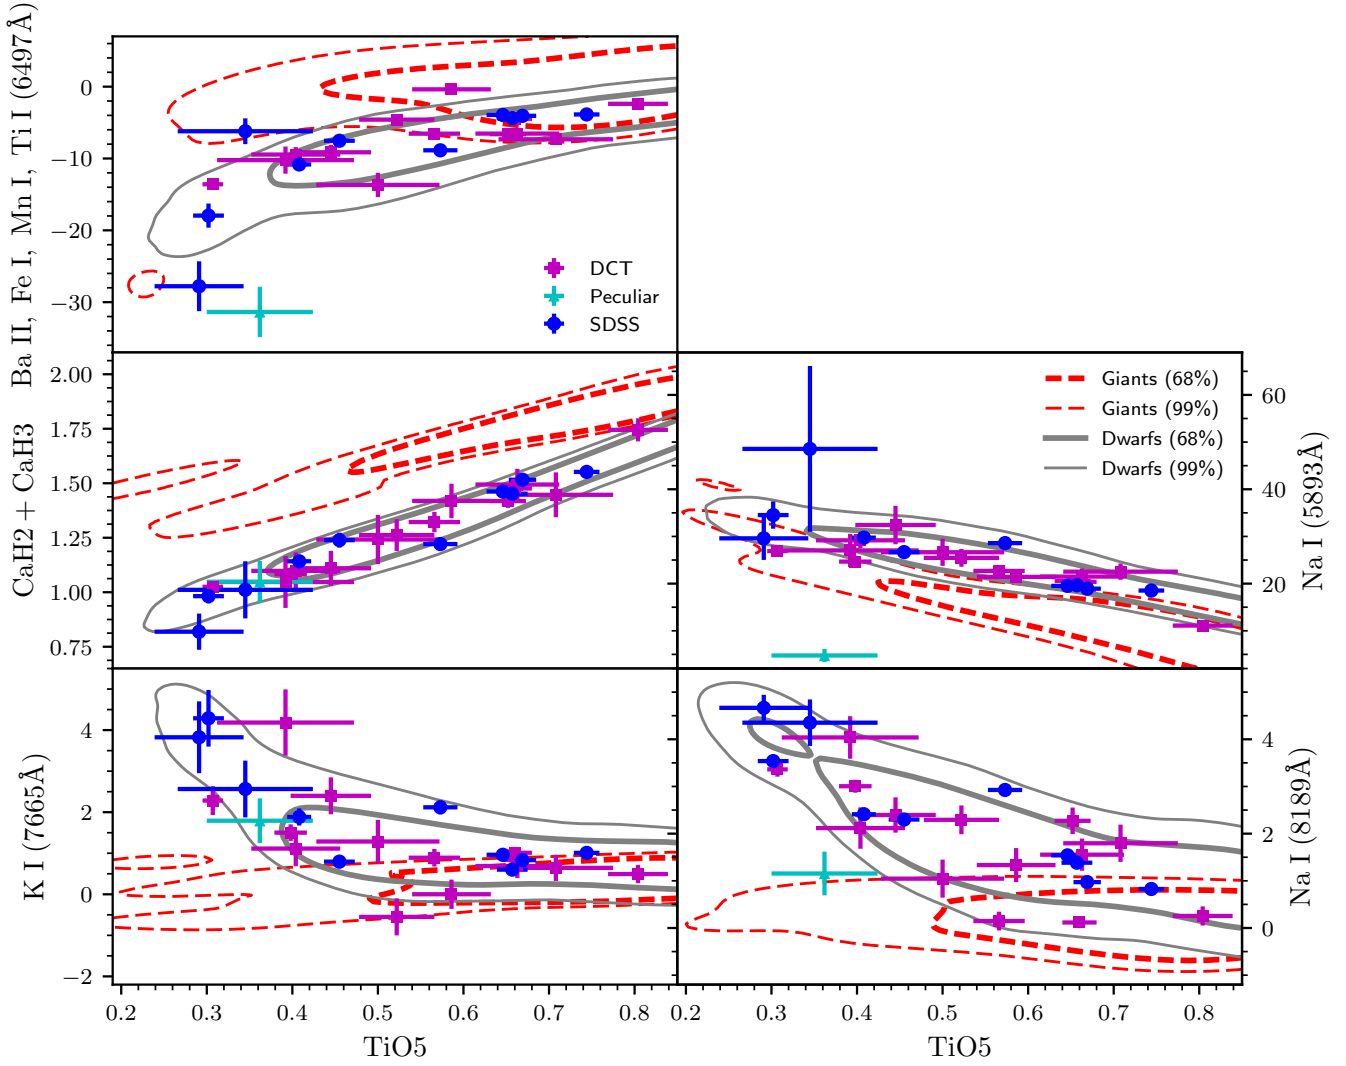 Ba II, Fe I, Mn I, Ti I (6497Å)
0
−10
−20
−30
DCT
Peculiar
SDSS
CaH2 + CaH3
2.00
1.75
1.50
1.25
1.00
0.75
Giants (68%)
Giants (99%)
Dwarfs (68%)
Dwarfs (99%)
60
40
20
Na I (5893Å)
K I (7665Å)
4
2
0
−2
4
2
0
Na I (8189Å)
0.2 0.3 0.4 0.5 0.6 0.7 0.8
0.2 0.3 0.4 0.5 0.6 0.7 0.8
TiO5
TiO5